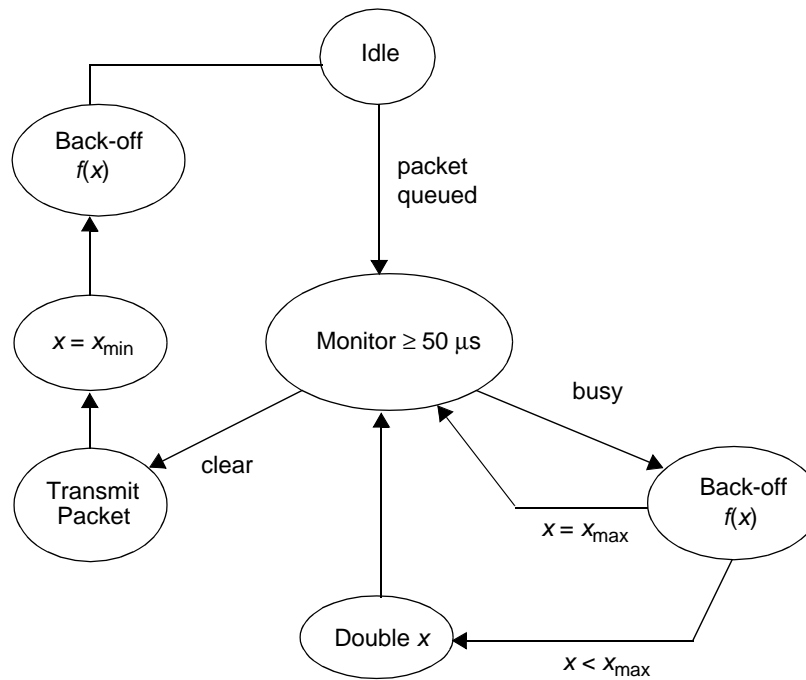 Idle
Back-off
f(x)
packet
queued
x = xmin
Monitor ≥ 50 μs
busy
clear
Transmit
Packet
Back-off
f(x)
x = xmax
Double x
x < xmax